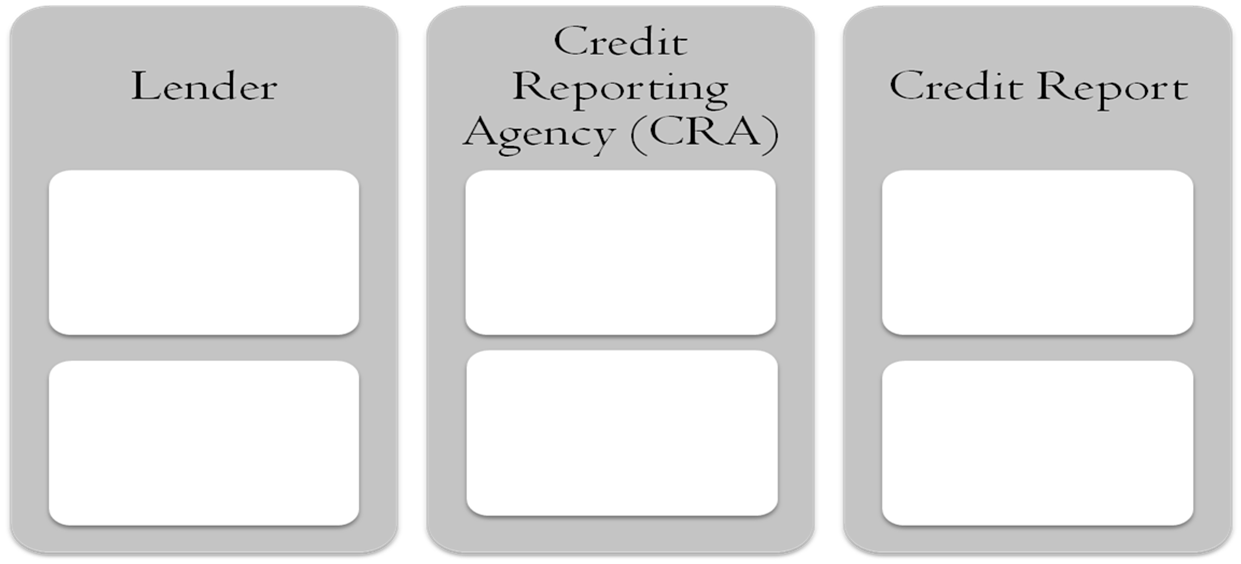 Lender
Credit
Reporting
Agency (CRA)
Credit Report